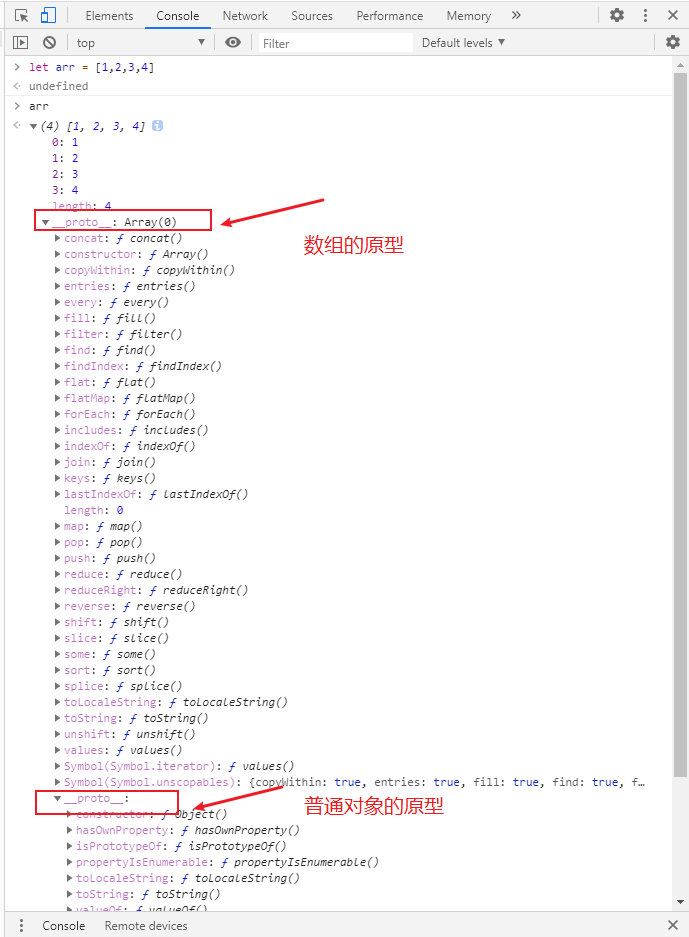 Elements Console Network Sources Performance Memory »
top Filter Default levels
let arr = [1,2,3,4]
undefined
arr
(4) [1, 2, 3, 4]
0: 1
1: 2
2: 3
3: 4
length: 4
__proto__: Array(0)
数组的原型
concat: ƒ concat()
constructor: ƒ Array()
copyWithin: ƒ copyWithin()
entries: ƒ entries()
every: ƒ every()
fill: ƒ fill()
filter: ƒ filter()
find: ƒ find()
findIndex: ƒ findIndex()
flat: ƒ flat()
flatMap: ƒ flatMap()
forEach: ƒ forEach()
includes: ƒ includes()
indexOf: ƒ indexOf()
join: ƒ join()
keys: ƒ keys()
lastIndexOf: ƒ lastIndexOf()
length: 0
map: ƒ map()
pop: ƒ pop()
push: ƒ push()
reduce: ƒ reduce()
reduceRight: ƒ reduceRight()
reverse: ƒ reverse()
shift: ƒ shift()
slice: ƒ slice()
some: ƒ some()
sort: ƒ sort()
splice: ƒ splice()
toLocaleString: ƒ toLocaleString()
toString: ƒ toString()
unshift: ƒ unshift()
values: ƒ values()
Symbol(Symbol.iterator): ƒ values()
Symbol(Symbol.unscopables): {copyWithin: true, entries: true, fill: true, find: true, f…
__proto__:
普通对象的原型
constructor: ƒ Object()
hasOwnProperty: ƒ hasOwnProperty()
isPrototypeOf: ƒ isPrototypeOf()
propertyIsEnumerable: ƒ propertyIsEnumerable()
toLocaleString: ƒ toLocaleString()
toString: ƒ toString()
valueOf: ƒ valueOf()
Console Remote devices